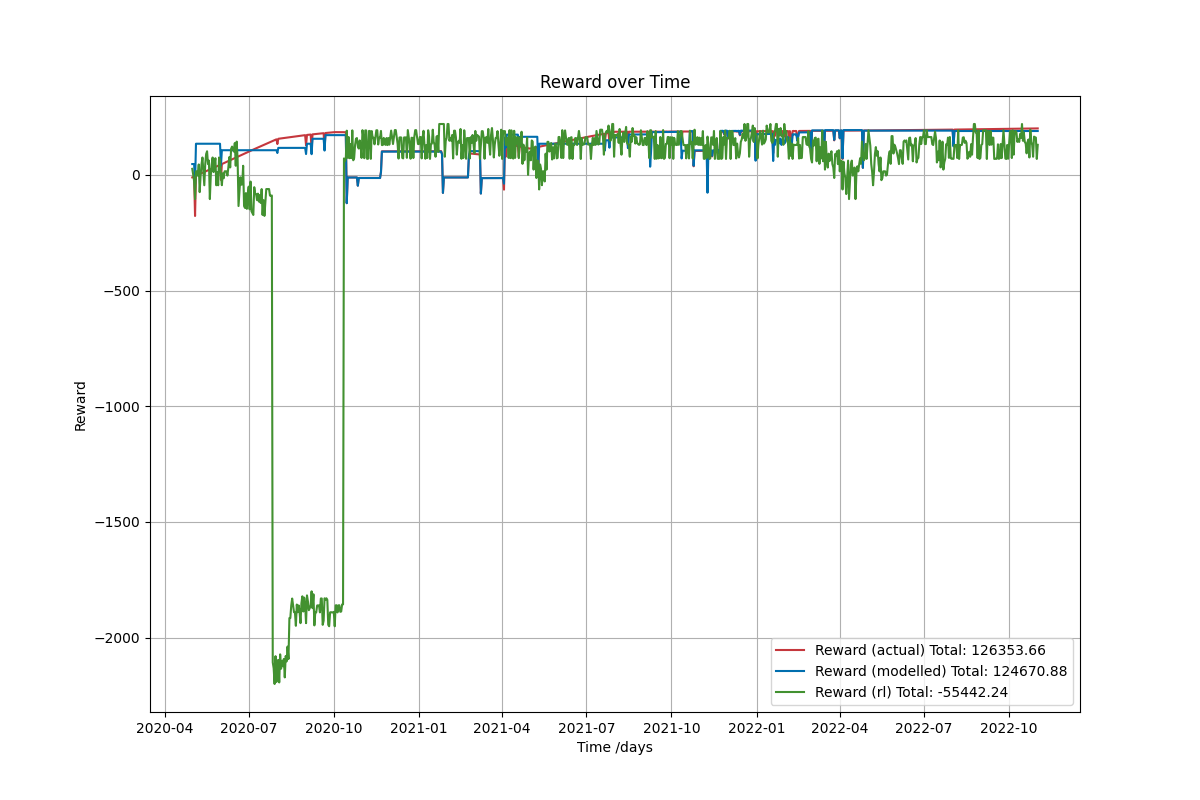 Reward over Time
Reward
0
−500
−1000
−1500
−2000
2020-04 2020-07 2020-10 2021-01 2021-04 2021-07 2021-10 2022-01 2022-04 2022-07 2022-10
Time /days
Reward (actual) Total: 126353.66
Reward (modelled) Total: 124670.88
Reward (rl) Total: -55442.24